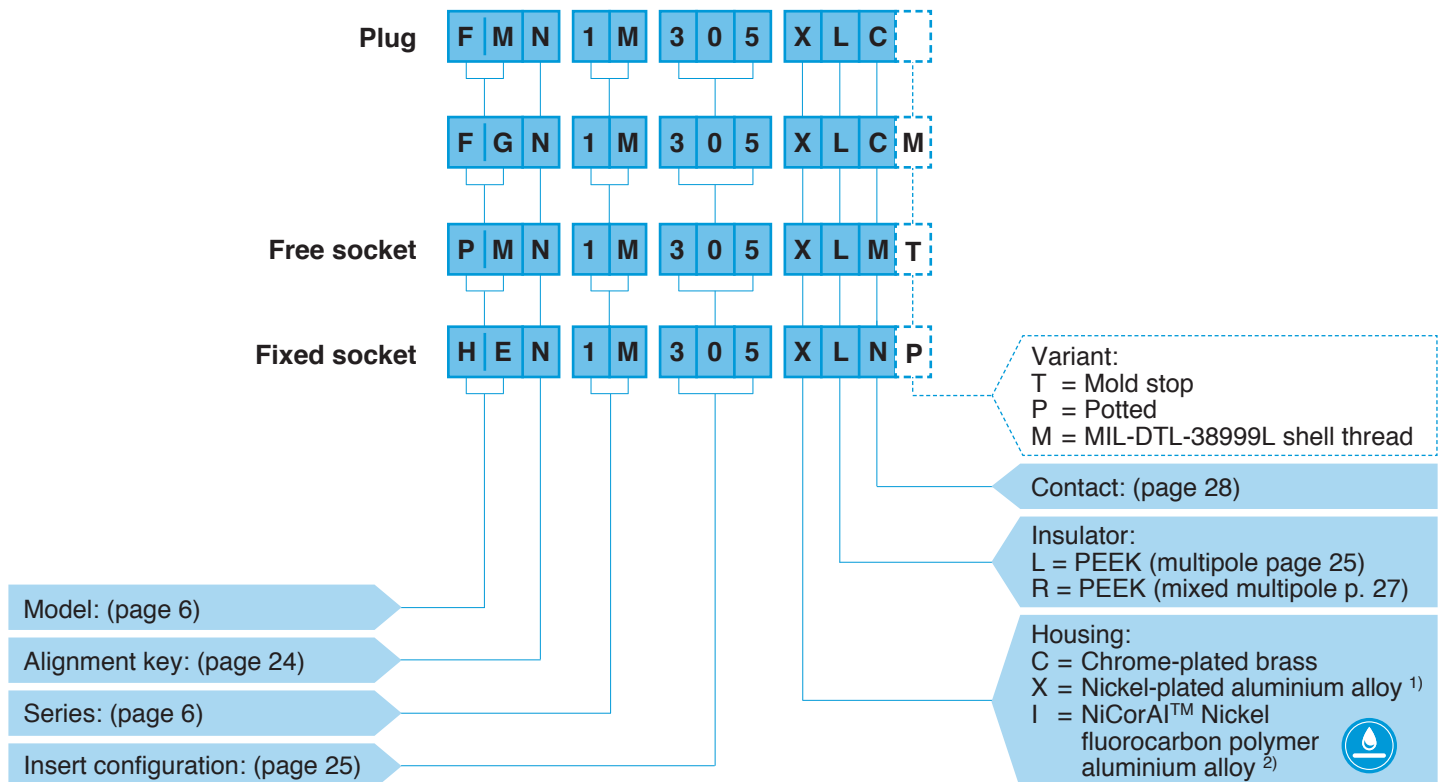 Plug F M N 1 M 3 0 5 X L C
F G N 1 M 3 0 5 X L C M
Free socket P M N 1 M 3 0 5 X L M T
Fixed socket H E N 1 M 3 0 5 X L N P
Variant:
T = Mold stop
P = Potted
M = MIL-DTL-38999L shell thread
Contact: (page 28)
Insulator:
L = PEEK (multipole page 25)
R = PEEK (mixed multipole p. 27)
Housing:
C = Chrome-plated brass
X = Nickel-plated aluminium alloy 1)
I = NiCorAl™ Nickel
fluorocarbon polymer
aluminium alloy 2)
Model: (page 6)
Alignment key: (page 24)
Series: (page 6)
Insert configuration: (page 25)